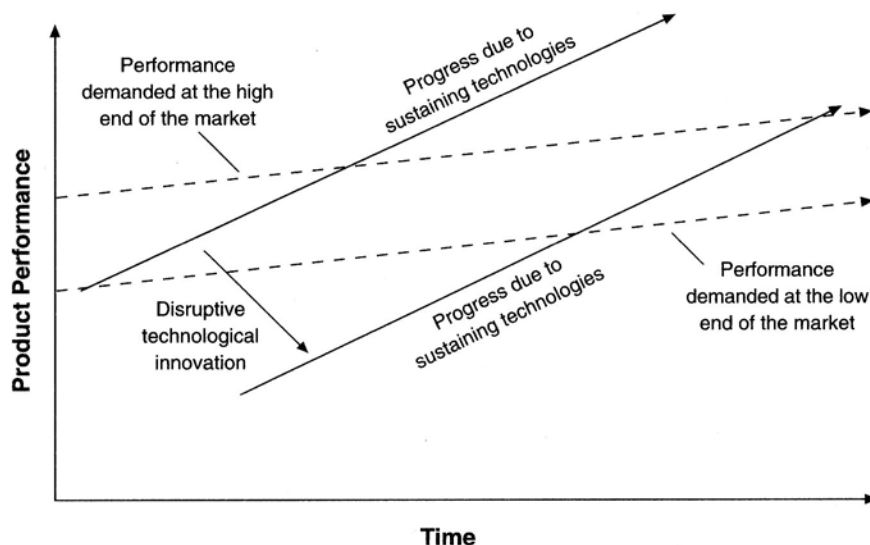 Performance
demanded at the high
end of the market
Progress due to
sustaining technologies
Product Performance
Disruptive
technological
innovation
Progress due to
sustaining technologies
Performance
demanded at the low
end of the market
Time